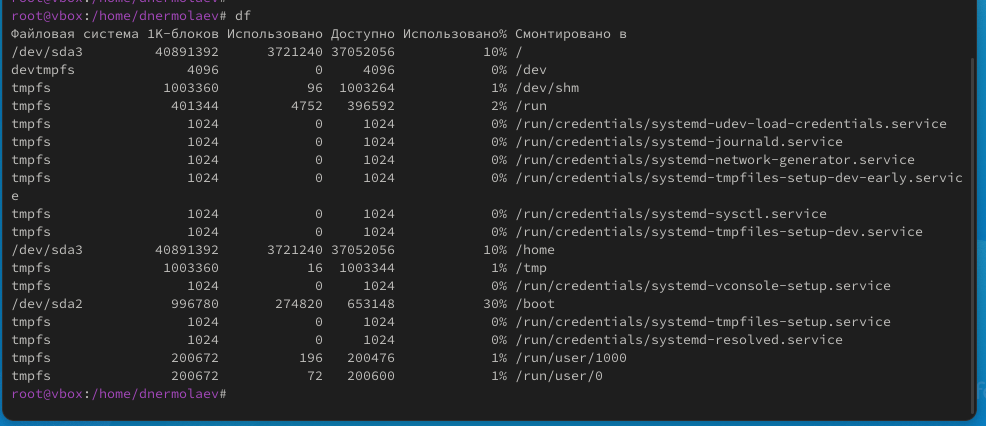 root@vbox:/home/dnermolaev# df
Файловая система 1K-блоков Использовано Доступно Использовано% Смонтировано в
/dev/sda3 40891392 3721240 37052056 10% /
devtmpfs 4096 0 4096 0% /dev
tmpfs 1003360 96 1003264 1% /dev/shm
tmpfs 401344 4752 396592 2% /run
tmpfs 1024 0 1024 0% /run/credentials/systemd-udev-load-credentials.service
tmpfs 1024 0 1024 0% /run/credentials/systemd-journald.service
tmpfs 1024 0 1024 0% /run/credentials/systemd-network-generator.service
tmpfs 1024 0 1024 0% /run/credentials/systemd-tmpfiles-setup-dev-early.servic
e
tmpfs 1024 0 1024 0% /run/credentials/systemd-sysctl.service
tmpfs 1024 0 1024 0% /run/credentials/systemd-tmpfiles-setup-dev.service
/dev/sda3 40891392 3721240 37052056 10% /home
tmpfs 1003360 16 1003344 1% /tmp
tmpfs 1024 0 1024 0% /run/credentials/systemd-vconsole-setup.service
/dev/sda2 996780 274820 653148 30% /boot
tmpfs 1024 0 1024 0% /run/credentials/systemd-tmpfiles-setup.service
tmpfs 1024 0 1024 0% /run/credentials/systemd-resolved.service
tmpfs 200672 196 200476 1% /run/user/1000
tmpfs 200672 72 200600 1% /run/user/0
root@vbox:/home/dnermolaev#